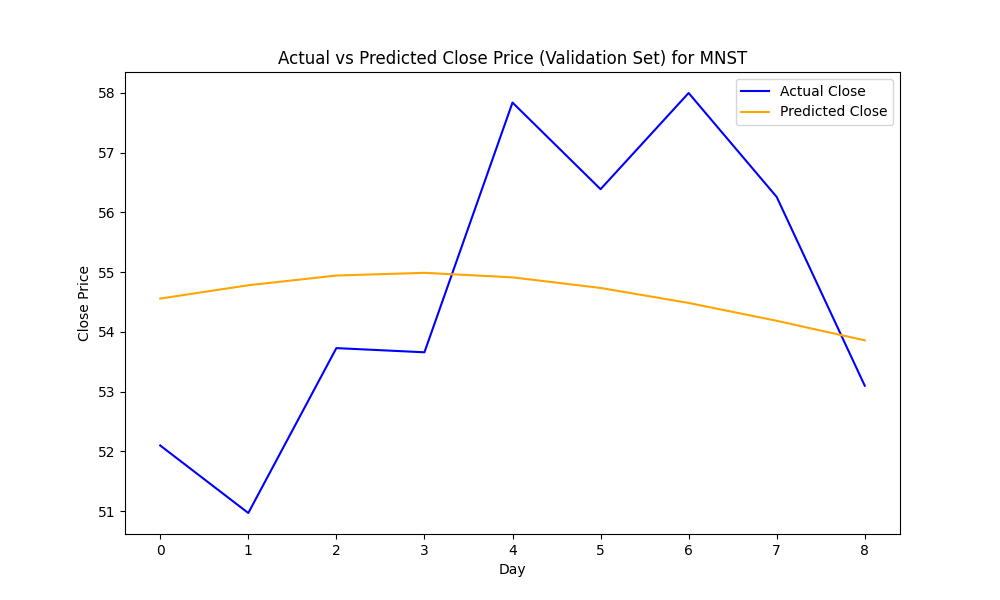 Actual vs Predicted Close Price (Validation Set) for MNST
Actual Close
Predicted Close
Close Price
58
57
56
55
54
53
52
51
0 1 2 3 4 5 6 7 8
Day